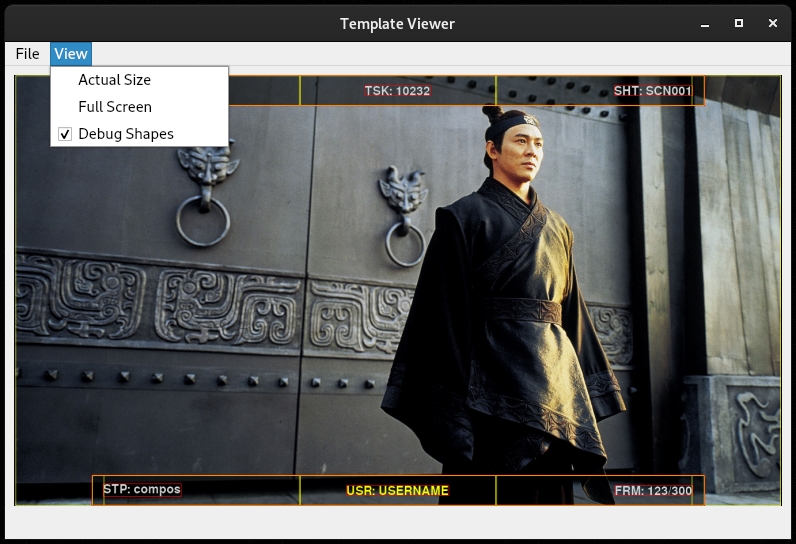 Template Viewer
File View
Actual Size
Full Screen
Debug Shapes
TSK: 10232
SHT: SCN001
STP: compos
USR: USERNAME
FRM: 123/300